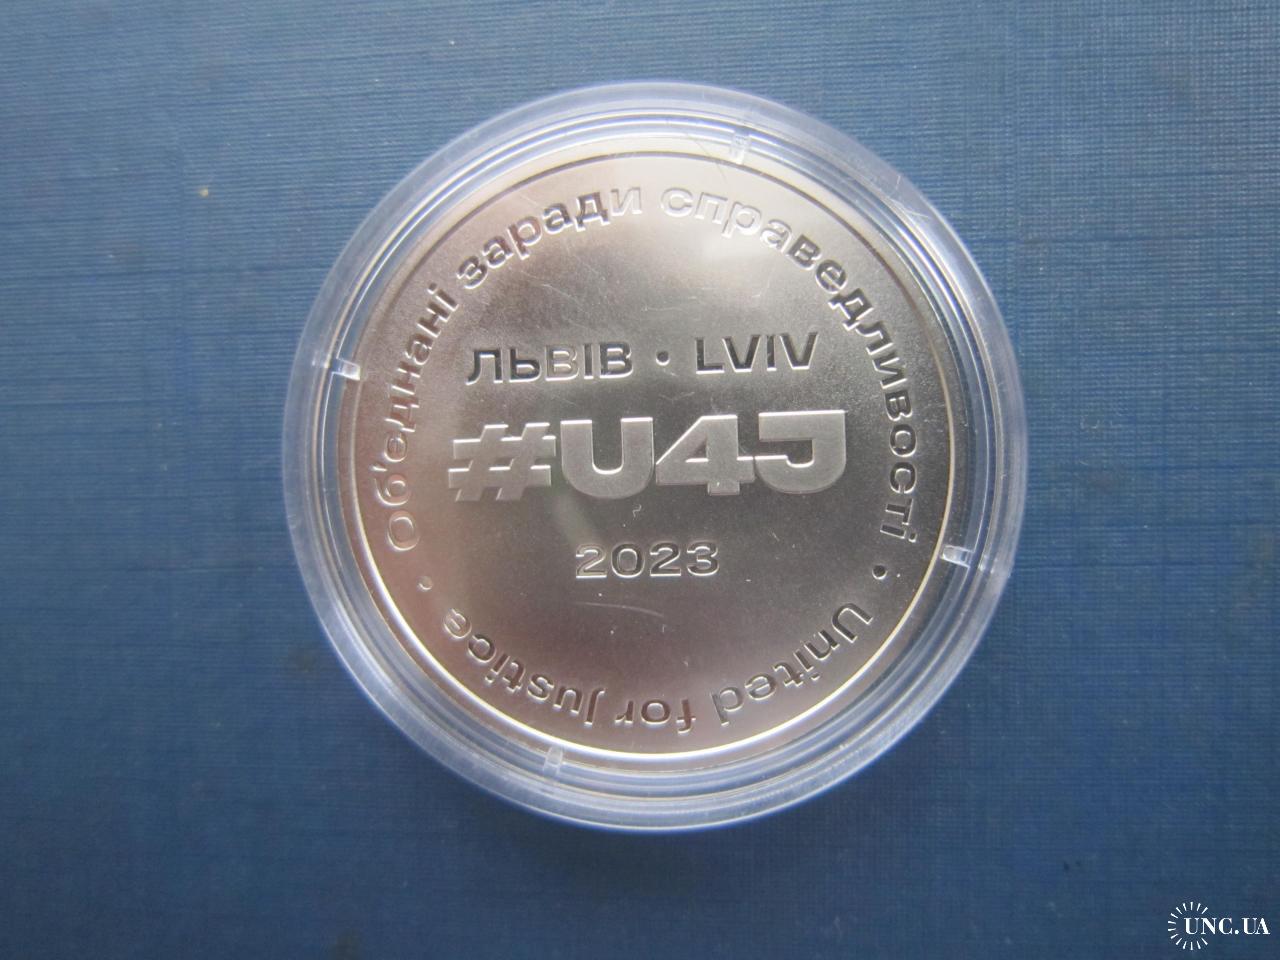 Об'єднані заради справедливості
ЛЬВІВ • LVIV
#U4J
2023
• United for Justice •
UNC.UA